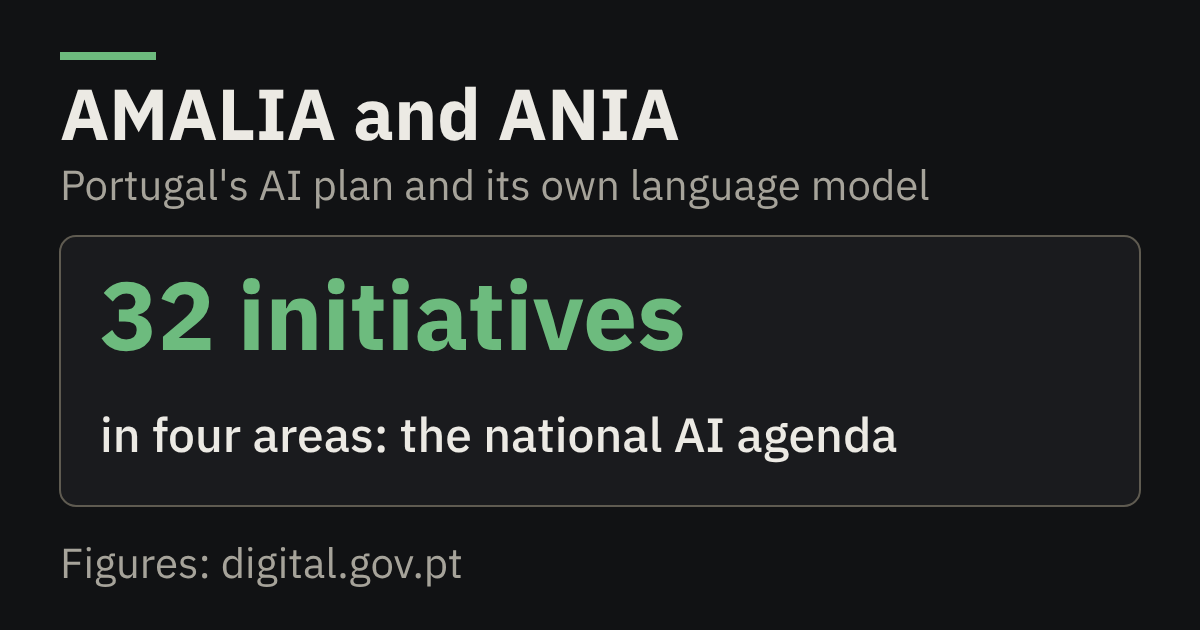 AMALIA and ANIA
Portugal's AI plan and its own language model
32 initiatives
in four areas: the national AI agenda
Figures: digital.gov.pt